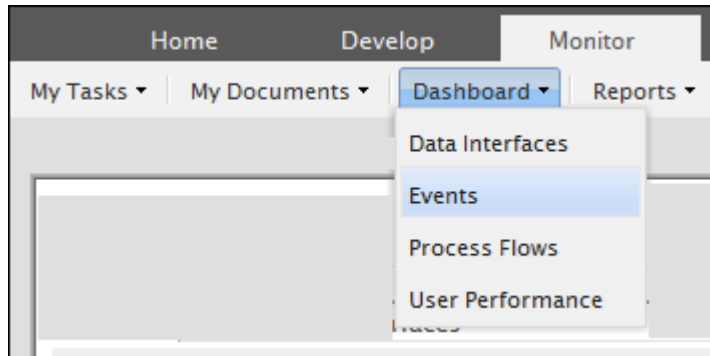 Home Develop Monitor
My Tasks My Documents Dashboard Reports
Data Interfaces
Events
Process Flows
User Performance